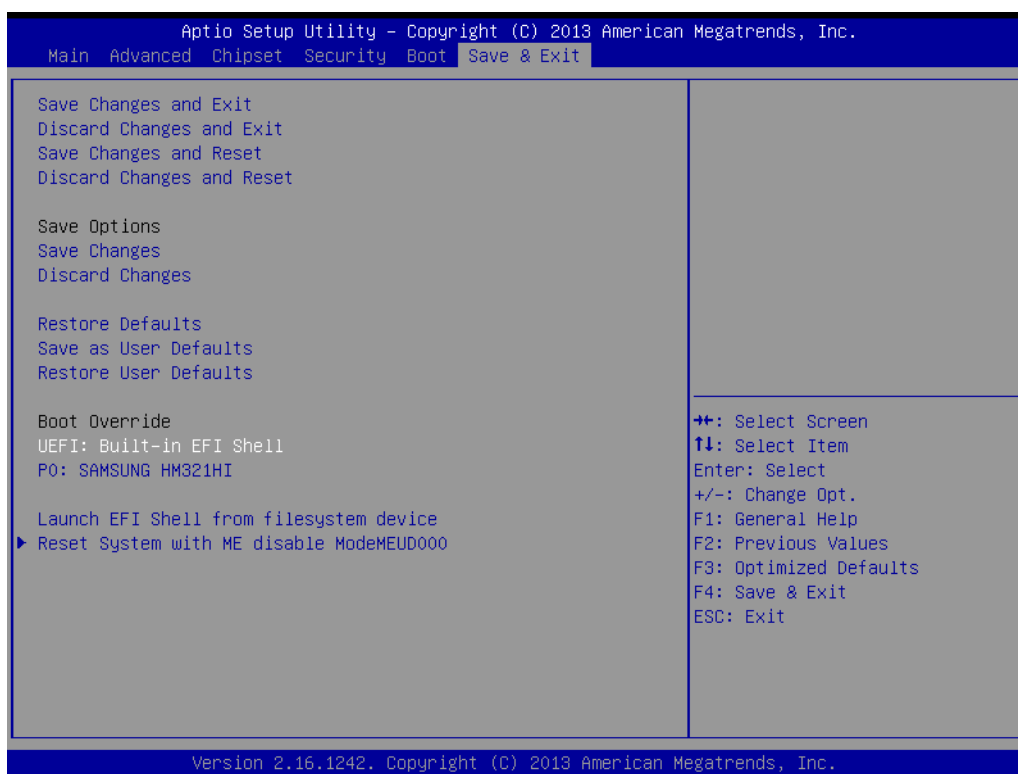 Aptio Setup Utility – Copyright (C) 2013 American Megatrends, Inc.
Main Advanced Chipset Security Boot Save & Exit
Save Changes and Exit
Discard Changes and Exit
Save Changes and Reset
Discard Changes and Reset
Save Options
Save Changes
Discard Changes
Restore Defaults
Save as User Defaults
Restore User Defaults
Boot Override
UEFI: Built-in EFI Shell
P0: SAMSUNG HM321HI
Launch EFI Shell from filesystem device
▶ Reset System with ME disable ModeMEUD000
→←: Select Screen
↑↓: Select Item
Enter: Select
+/-: Change Opt.
F1: General Help
F2: Previous Values
F3: Optimized Defaults
F4: Save & Exit
ESC: Exit
Version 2.16.1242. Copyright (C) 2013 American Megatrends, Inc.